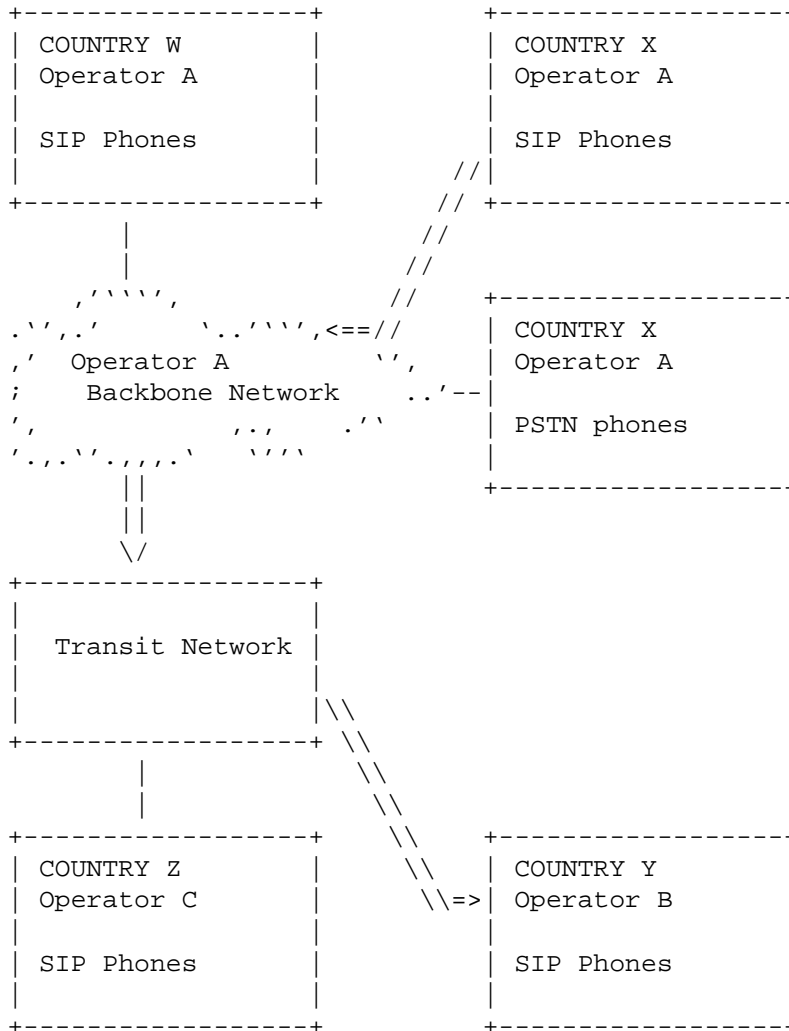 COUNTRY W
Operator A
SIP Phones
COUNTRY X
Operator A
SIP Phones
Operator A
Backbone Network
COUNTRY X
Operator A
PSTN phones
Transit Network
COUNTRY Z
Operator C
SIP Phones
COUNTRY Y
Operator B
SIP Phones